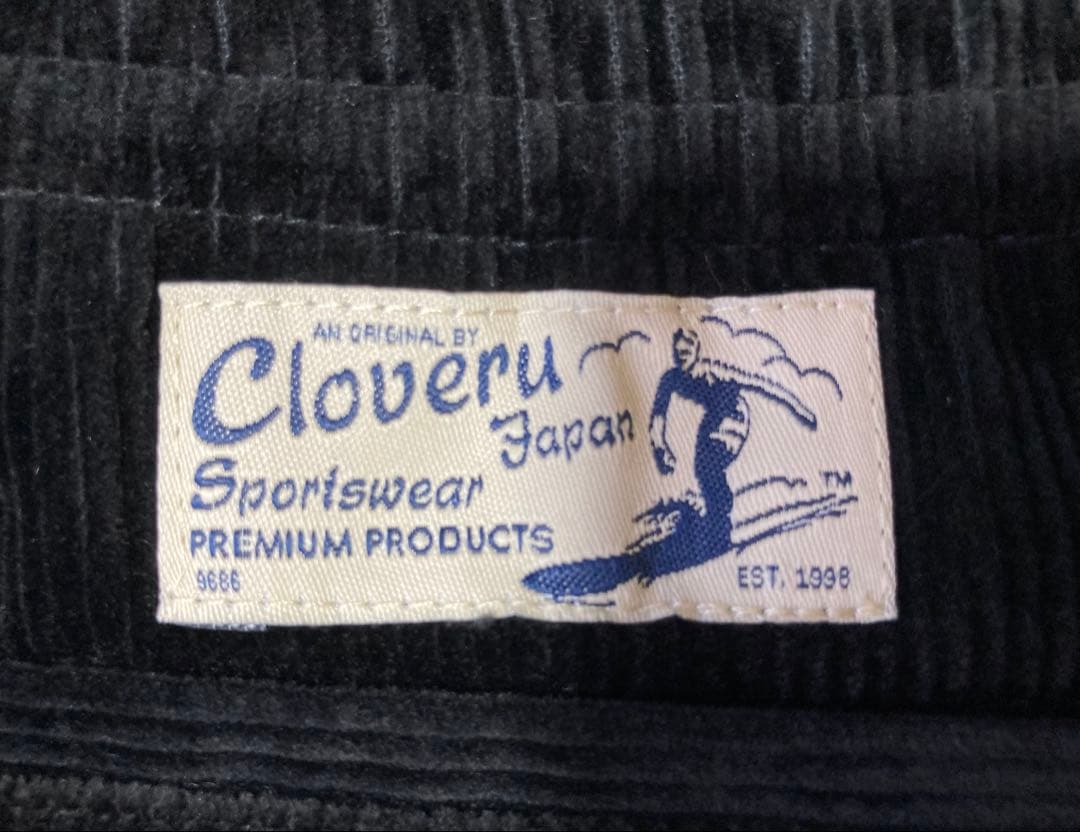 AN ORIGINAL BY
Cloveru
Japan
Sportswear
PREMIUM PRODUCTS
9686
TM
EST. 1998